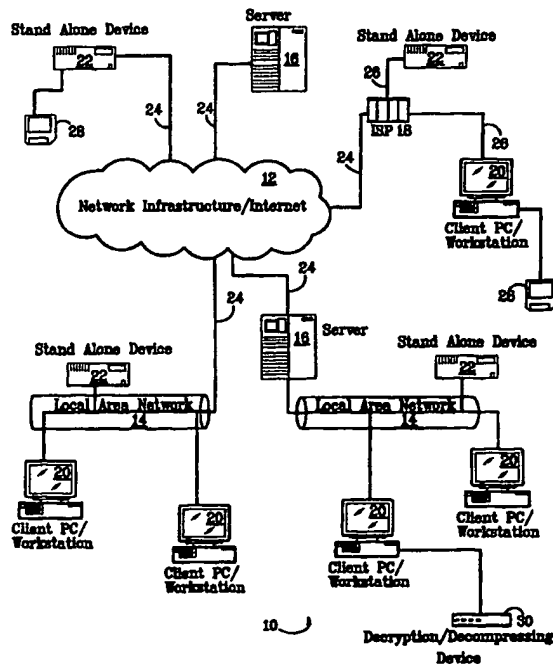 Server
Stand Alone Device
22
16
Stand Alone Device
22
26
ISP 18
28
24
24
24
26
20
12
Network Infrastructure/Internet
Client PC/
Workstation
24
24
28
Stand Alone Device
22
16
Server
Stand Alone Device
22
Local Area Network
14
Local Area Network
14
20
20
20
20
Client PC/
Workstation
Client PC/
Workstation
Client PC/
Workstation
Client PC/
Workstation
10
30
Decryption/Decompressing
Device